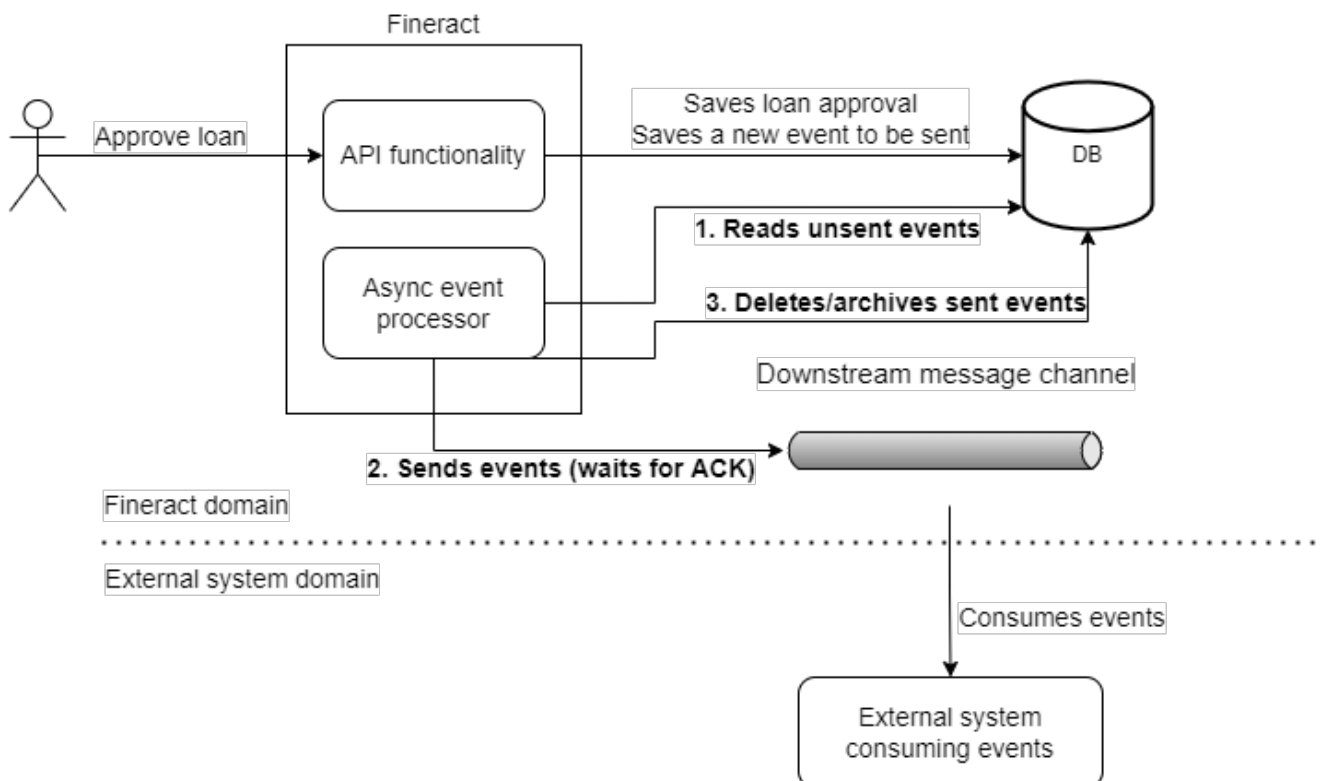 Fineract
Approve loan
API functionality
Saves loan approval
Saves a new event to be sent
DB
1. Reads unsent events
Async event
processor
3. Deletes/archives sent events
Downstream message channel
2. Sends events (waits for ACK)
Fineract domain
External system domain
Consumes events
External system
consuming events